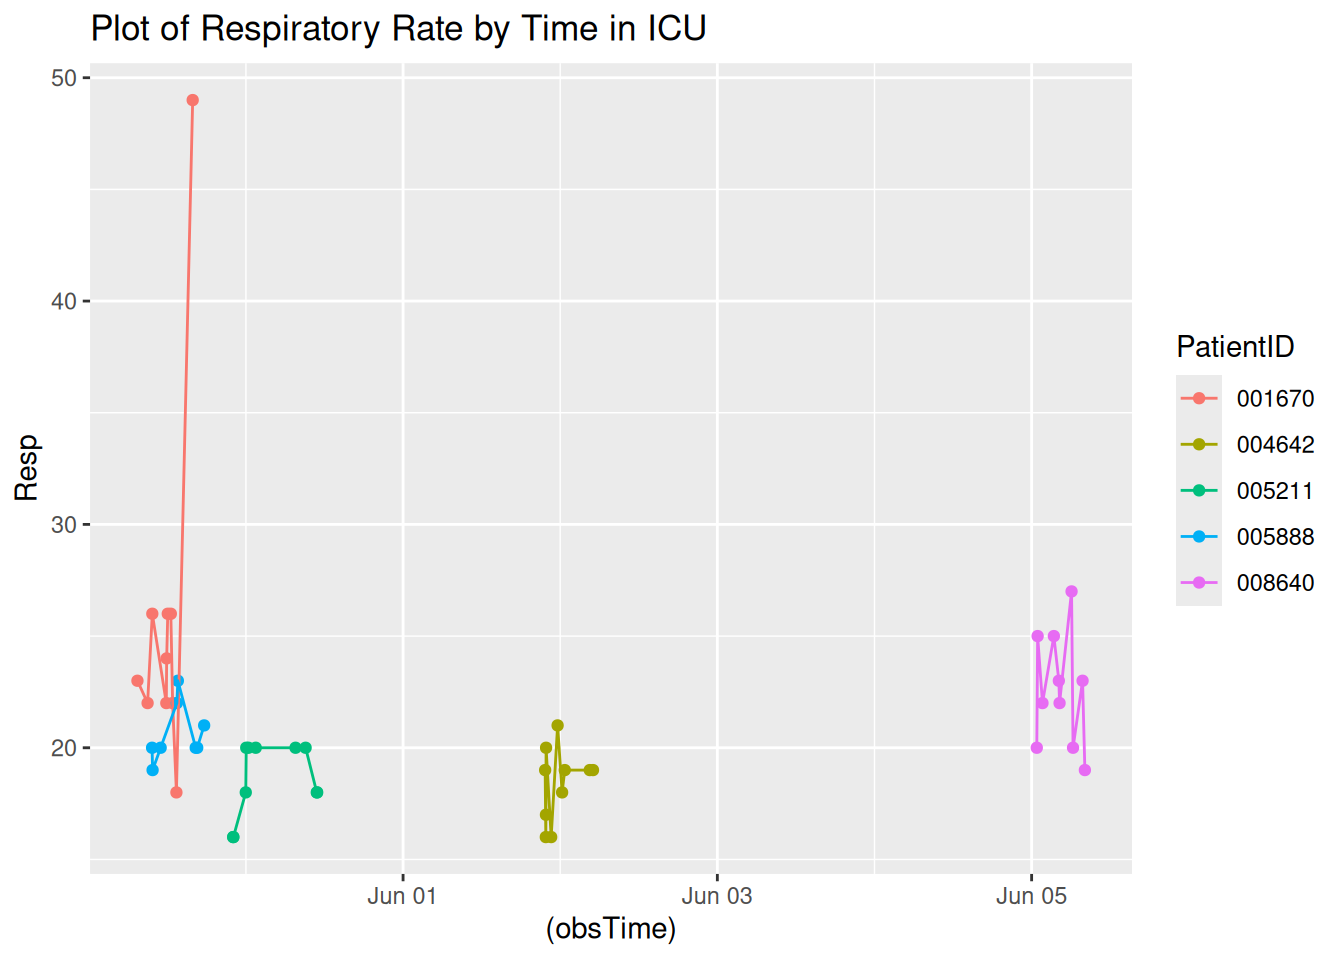 Plot of Respiratory Rate by Time in ICU
50
40
30
20
Resp
Jun 01
Jun 03
Jun 05
(obsTime)
PatientID
001670
004642
005211
005888
008640